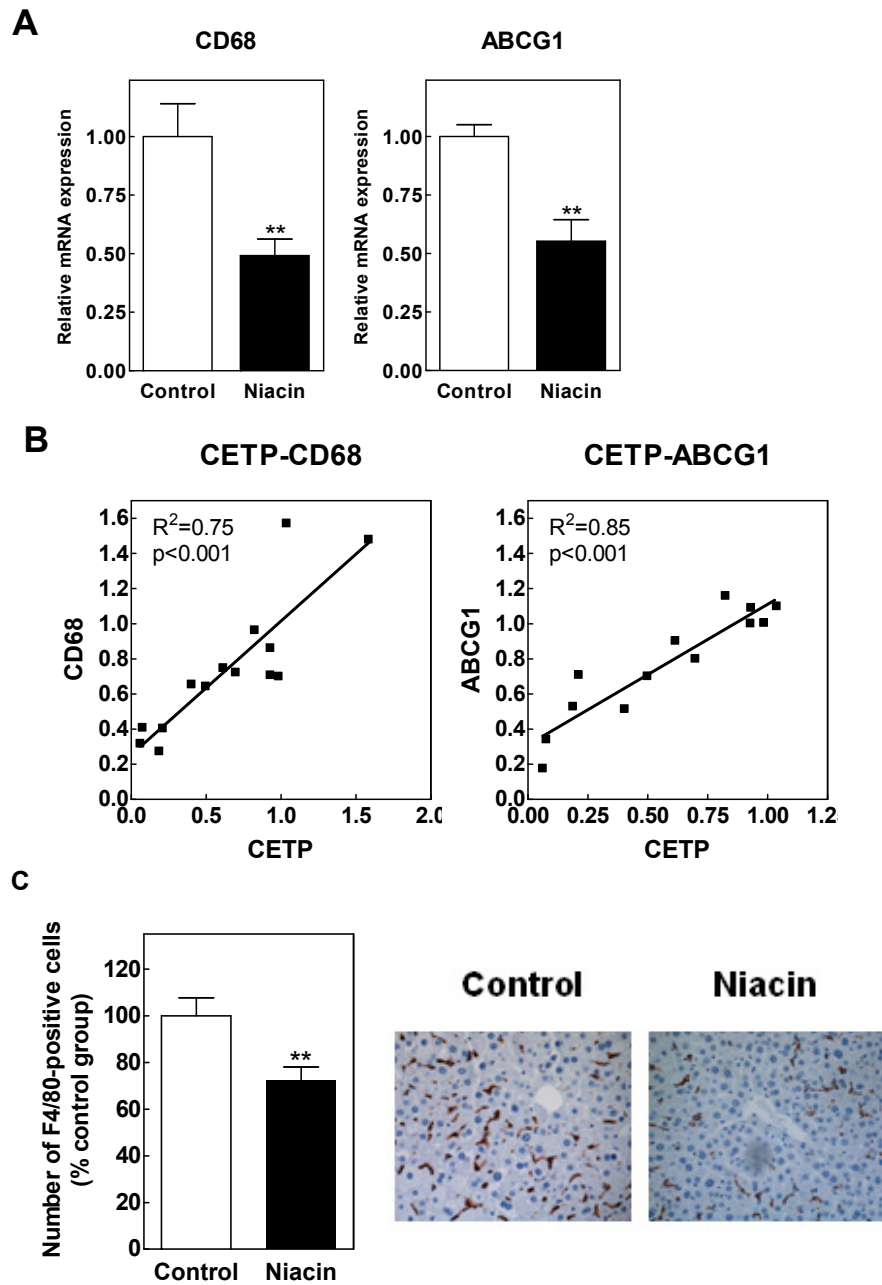 A
CD68
ABCG1
Relative mRNA expression
1.00
0.75
0.50
0.25
0.00
**
Control
Niacin
Relative mRNA expression
1.00
0.75
0.50
0.25
0.00
**
Control
Niacin
B
CETP-CD68
CETP-ABCG1
CD68
1.6
1.4
1.2
1.0
0.8
0.6
0.4
0.2
0.0
R²=0.75
p<0.001
0.0 0.5 1.0 1.5 2.0
CETP
ABCG1
1.6
1.4
1.2
1.0
0.8
0.6
0.4
0.2
0.0
R²=0.85
p<0.001
0.00 0.25 0.50 0.75 1.00 1.2
CETP
C
Number of F4/80-positive cells
(% control group)
120
100
80
60
40
20
0
**
Control
Niacin
Control
Niacin